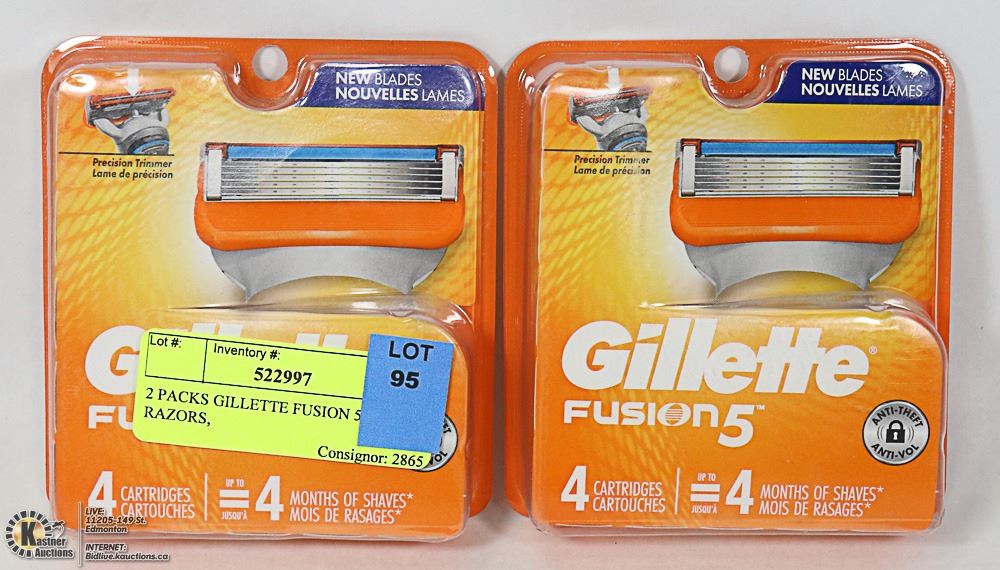 NEW BLADES
NOUVELLES LAMES
Precision Trimmer
Lame de précision
Lot #:
Inventory #:
522997
LOT
95
2 PACKS GILLETTE FUSION 5
RAZORS,
Consignor: 2865
4 CARTRIDGES
CARTOUCHES
UP TO
=
JUSQU'À
4 MONTHS OF SHAVES*
MOIS DE RASAGES*
NEW BLADES
NOUVELLES LAMES
Precision Trimmer
Lame de précision
Gillette®
FUSION5™
ANTI-THEFT
ANTI-VOL
4 CARTRIDGES
CARTOUCHES
UP TO
=
JUSQU'À
4 MONTHS OF SHAVES*
MOIS DE RASAGES*
Kastner
Auctions
LIVE:
11205-149 St.
Edmonton
INTERNET:
Bidlive.kauctions.ca